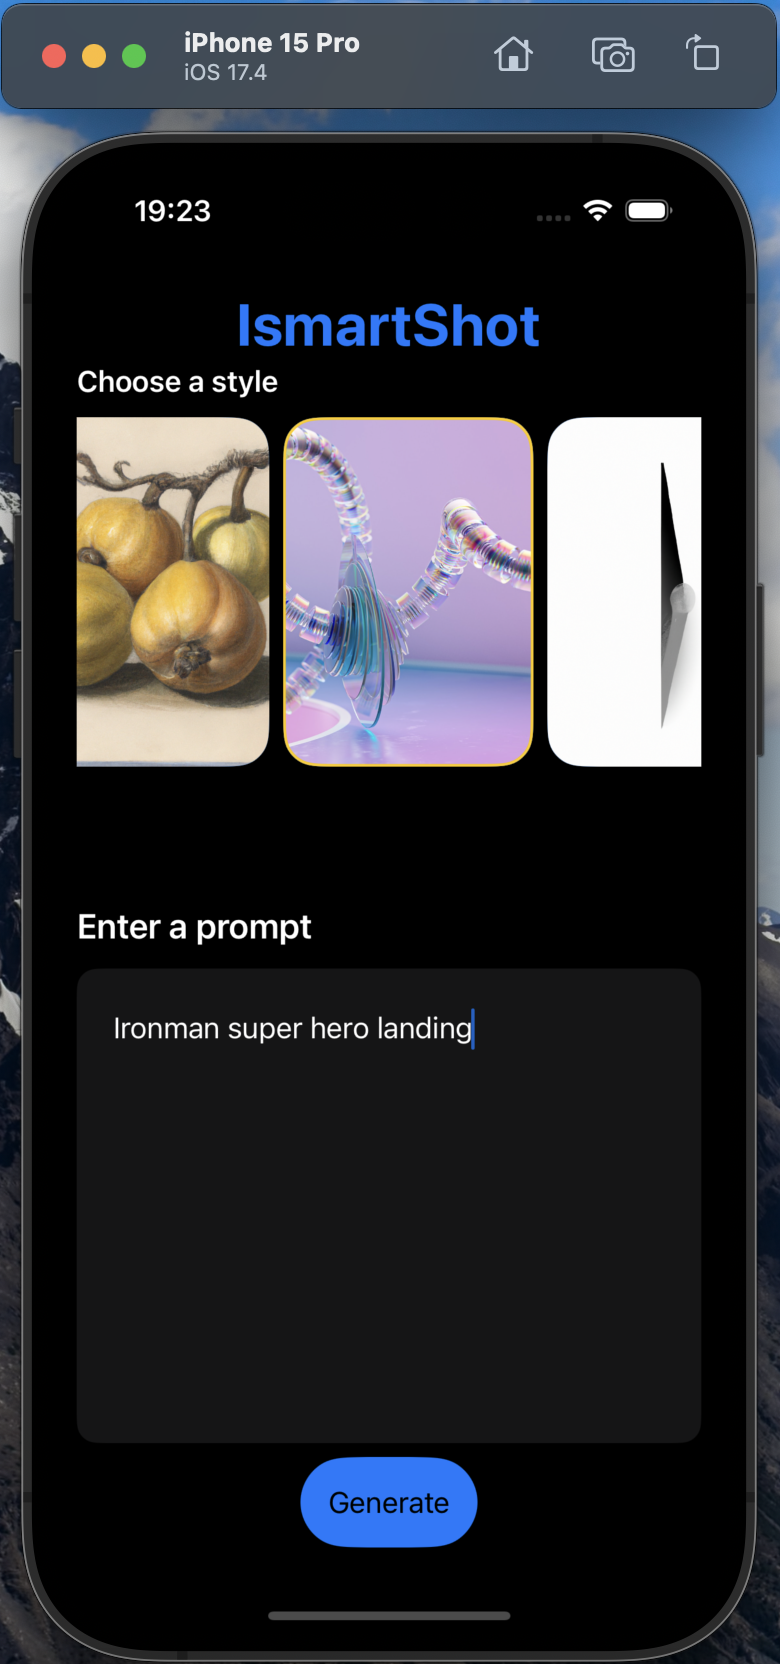 iPhone 15 Pro
iOS 17.4
19:23
IsmartShot
Choose a style
Enter a prompt
Ironman super hero landing
Generate